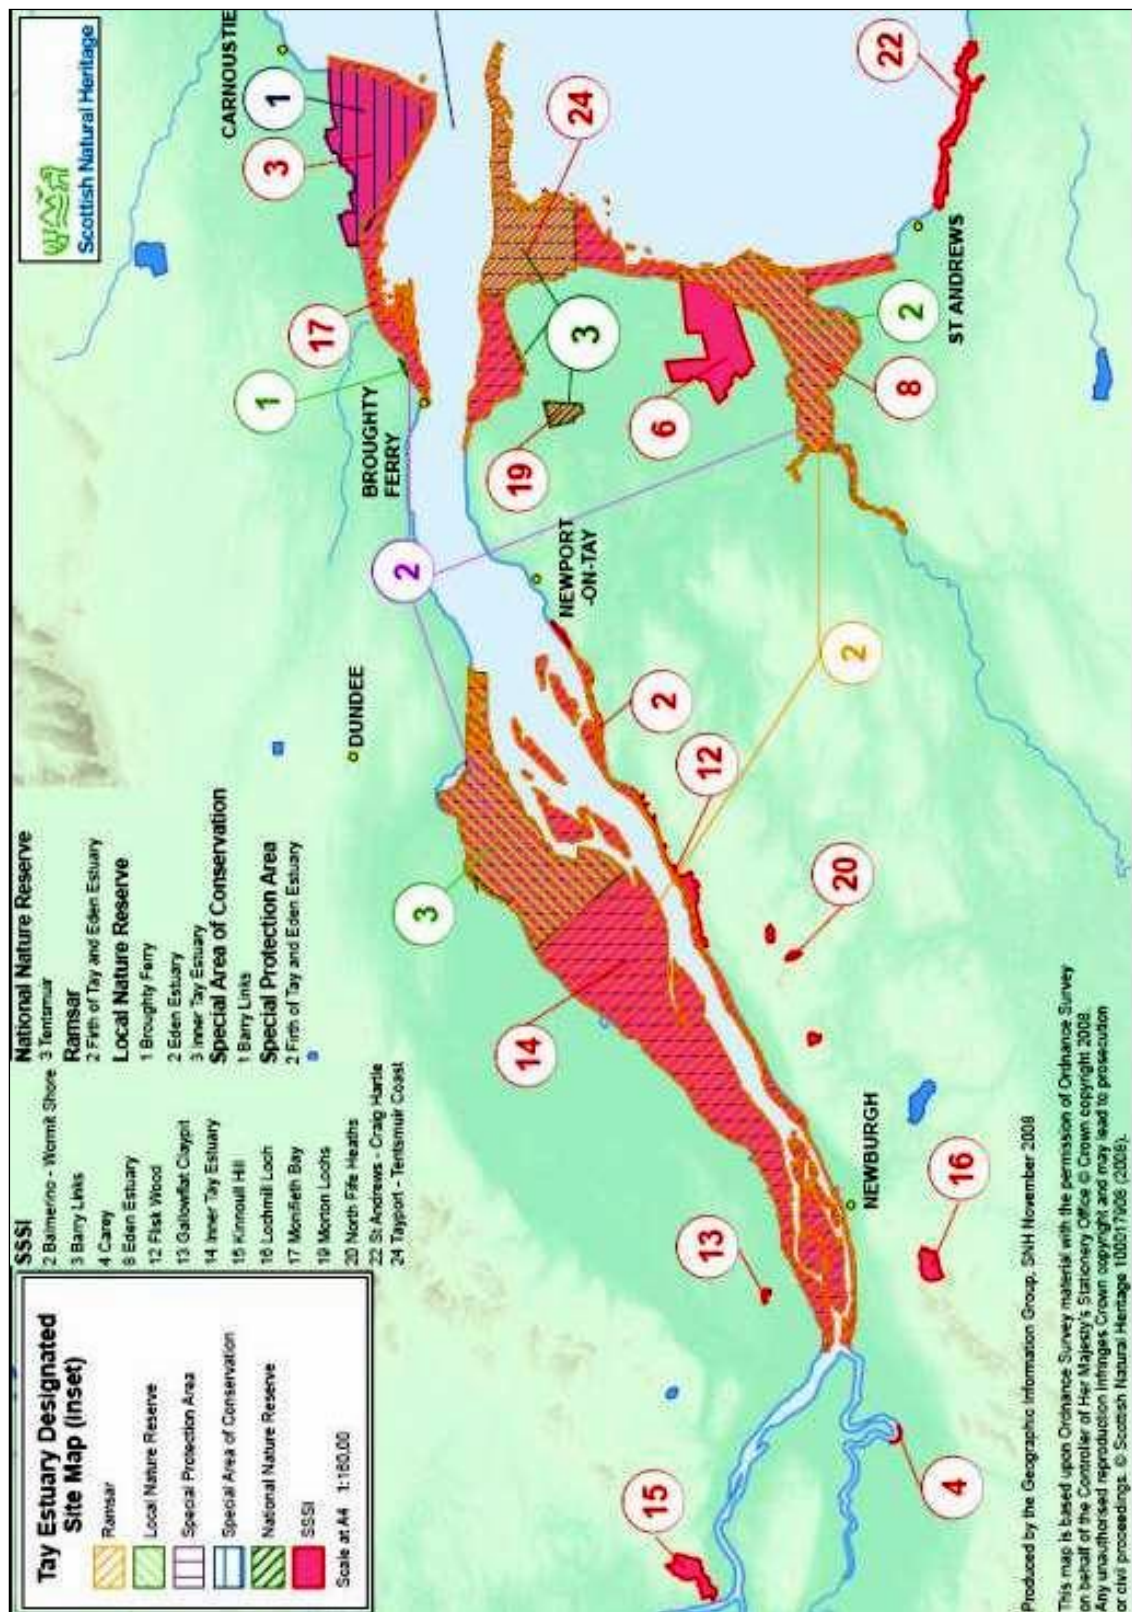 Tay Estuary Designated
Site Map (inset)
Ramsar
Local Nature Reserve
Special Protection Area
Special Area of Conservation
National Nature Reserve
SSSI
Scale at A4 1:160,00
SSSI
2 Balmerino - Wormit Shore
3 Barry Links
4 Carey
8 Eden Estuary
12 Flisk Wood
13 Gallowflat Claypit
14 Inner Tay Estuary
15 Kinnoull Hill
16 Lochmill Loch
17 Monifieth Bay
19 Morton Lochs
20 North Fife Heaths
22 St Andrews - Craig Hartle
24 Tayport - Tentsmuir Coast
National Nature Reserve
3 Tentsmuir
Ramsar
2 Firth of Tay and Eden Estuary
Local Nature Reserve
1 Broughty Ferry
2 Eden Estuary
3 Inner Tay Estuary
Special Area of Conservation
1 Barry Links
Special Protection Area
2 Firth of Tay and Eden Estuary
Scottish Natural Heritage
CARNOUSTIE
1
3
17
1
BROUGHTY
FERRY
2
DUNDEE
3
14
13
15
4
16
NEWBURGH
20
12
2
2
NEWPORT
-ON-TAY
19
3
24
6
8
2
ST ANDREWS
22
Produced by the Geographic Information Group, SNH November 2008
This map is based upon Ordnance Survey material with the permission of Ordnance Survey
on behalf of the Controller of Her Majesty's Stationery Office © Crown copyright 2008.
Any unauthorised reproduction infringes Crown copyright and may lead to prosecution
or civil proceedings. © Scottish Natural Heritage 100017908 (2008).